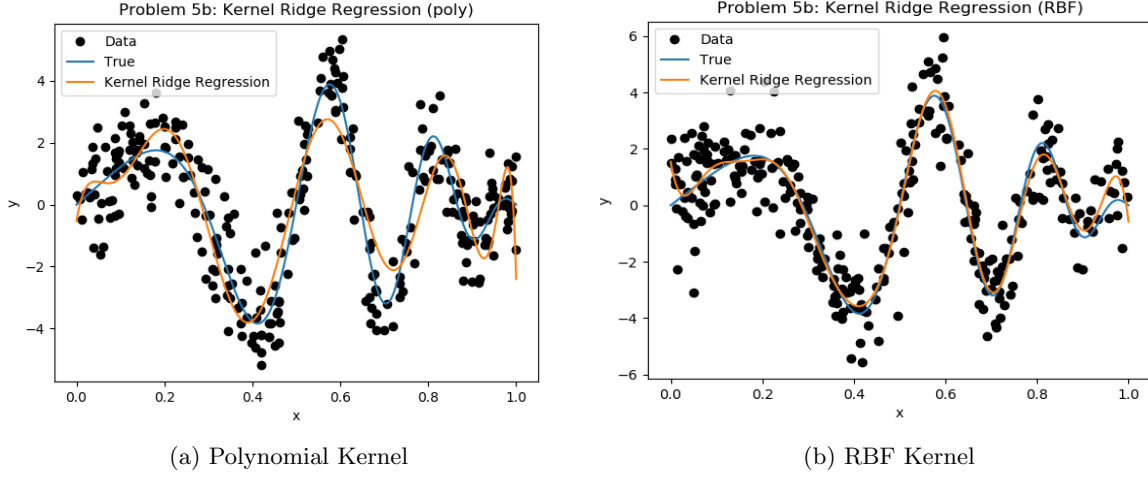 Problem 5b: Kernel Ridge Regression (poly)
Data
True
Kernel Ridge Regression
y
4
2
0
−2
−4
0.0 0.2 0.4 0.6 0.8 1.0
x
(a) Polynomial Kernel
Problem 5b: Kernel Ridge Regression (RBF)
Data
True
Kernel Ridge Regression
y
6
4
2
0
−2
−4
−6
0.0 0.2 0.4 0.6 0.8 1.0
x
(b) RBF Kernel